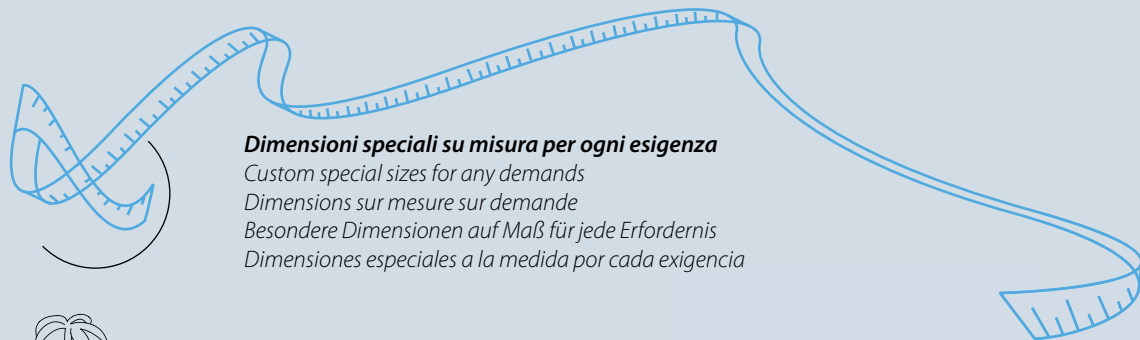 Dimensioni speciali su misura per ogni esigenza
Custom special sizes for any demands
Dimensions sur mesure sur demande
Besondere Dimensionen auf Maß für jede Erfordernis
Dimensiones especiales a la medida por cada exigencia